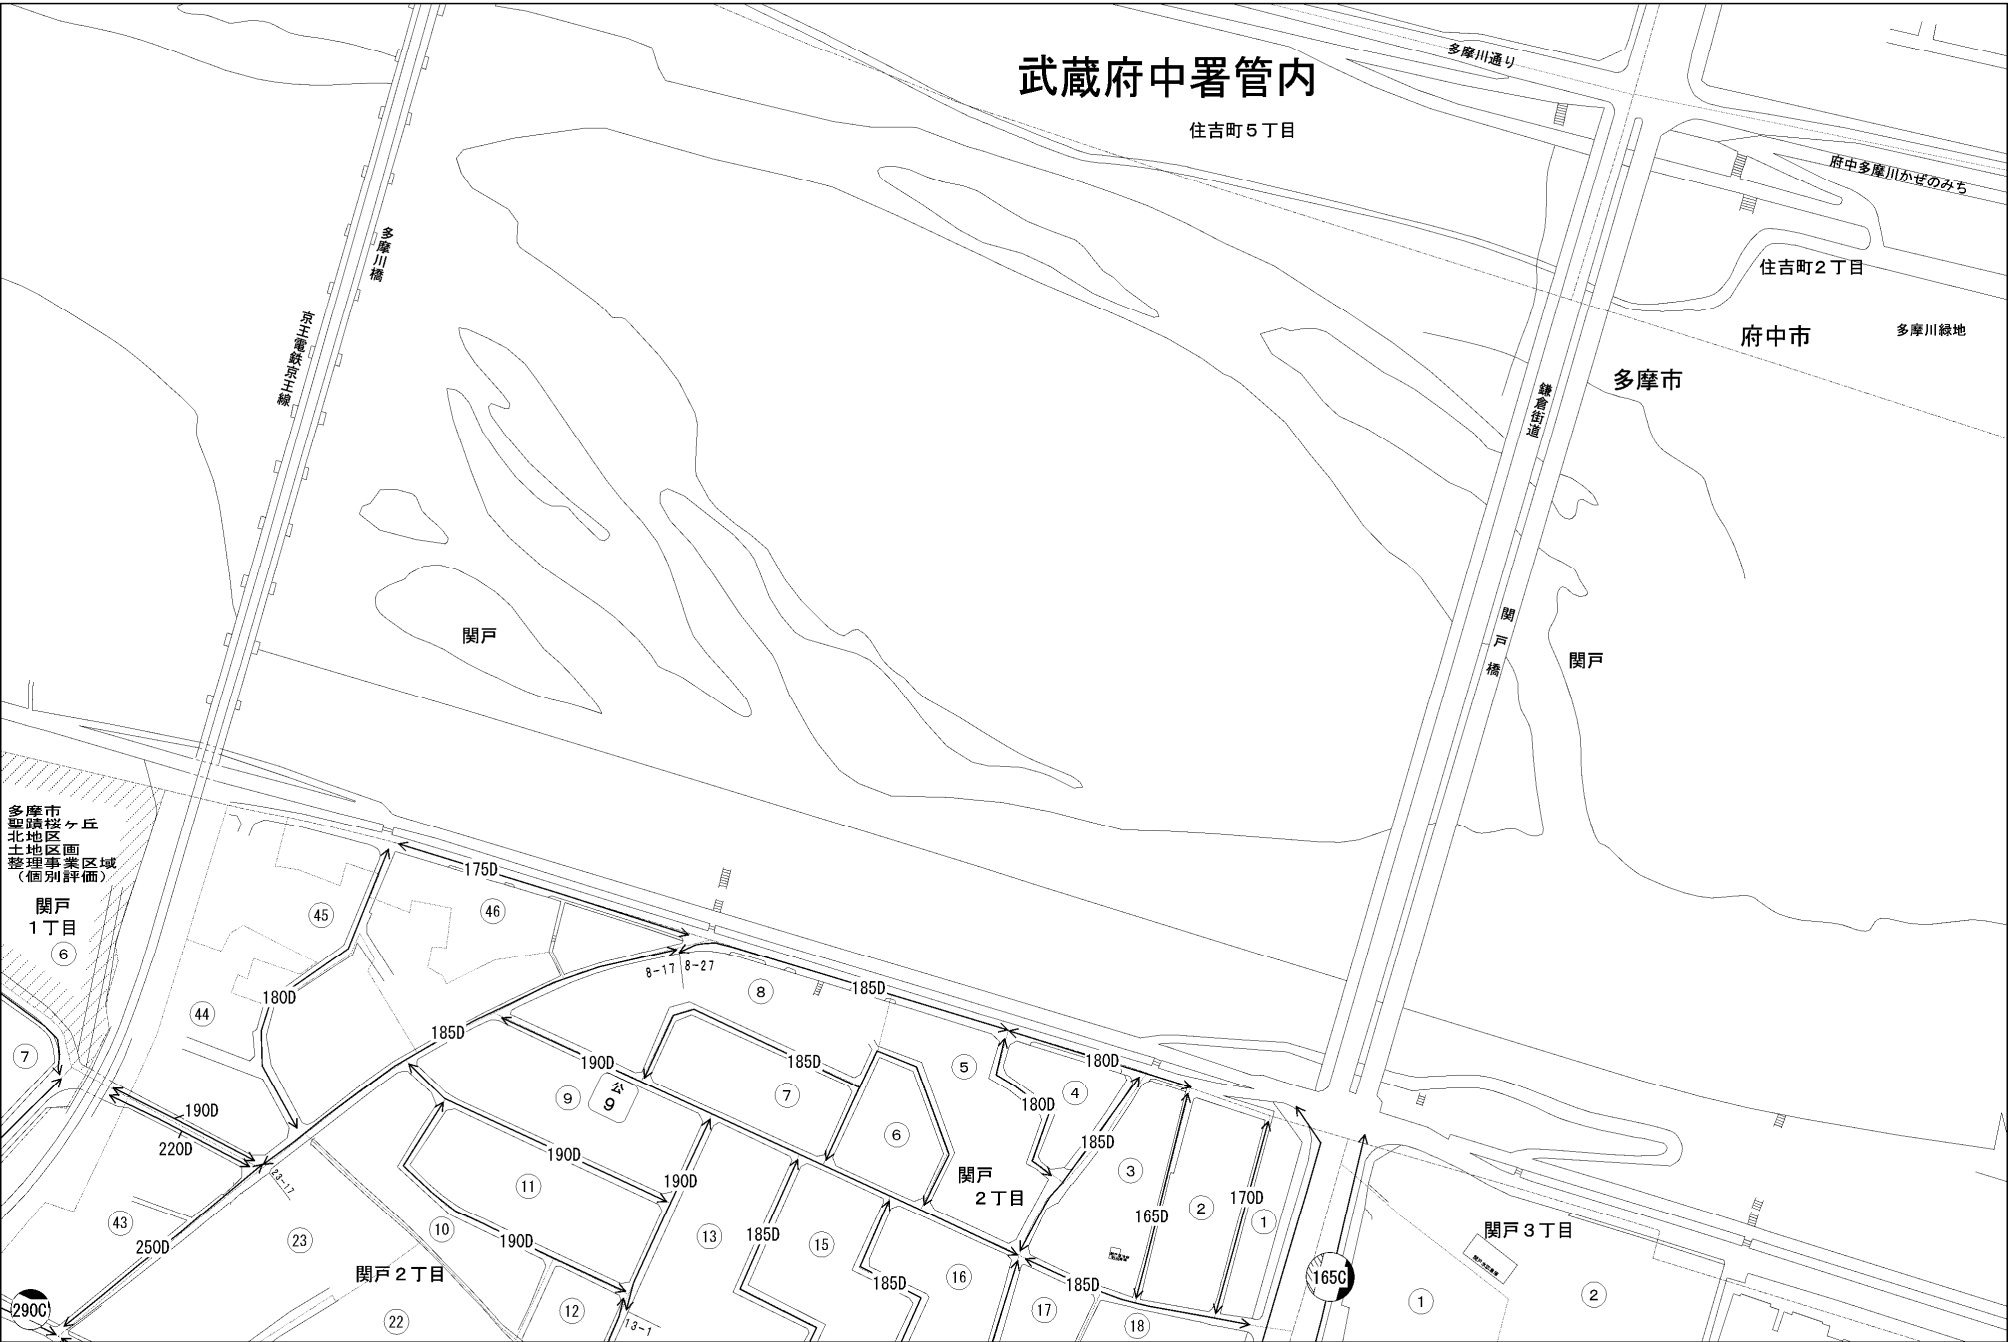 武蔵府中署管内
多摩川通り
住吉町5丁目
府中多摩川かぜのみち
住吉町2丁目
府中市
多摩川緑地
多摩市
多摩川橋
京王電鉄京王線
鎌倉街道
関戸橋
関戸
関戸
多摩市
聖蹟桜ヶ丘
北地区
土地区画
整理事業区域
(個別評価)
関戸
1丁目
6
7
175D
45
46
44
180D
185D
8-17
8-27
8
185D
180D
190D
公
9
9
185D
7
5
4
180D
6
185D
190D
220D
23-17
190D
11
190D
関戸
2丁目
3
2
1
170D
165D
43
23
10
190D
13
185D
15
250D
関戸2丁目
185D
16
185D
17
18
12
13-1
22
290C
165C
関戸3丁目
1
2